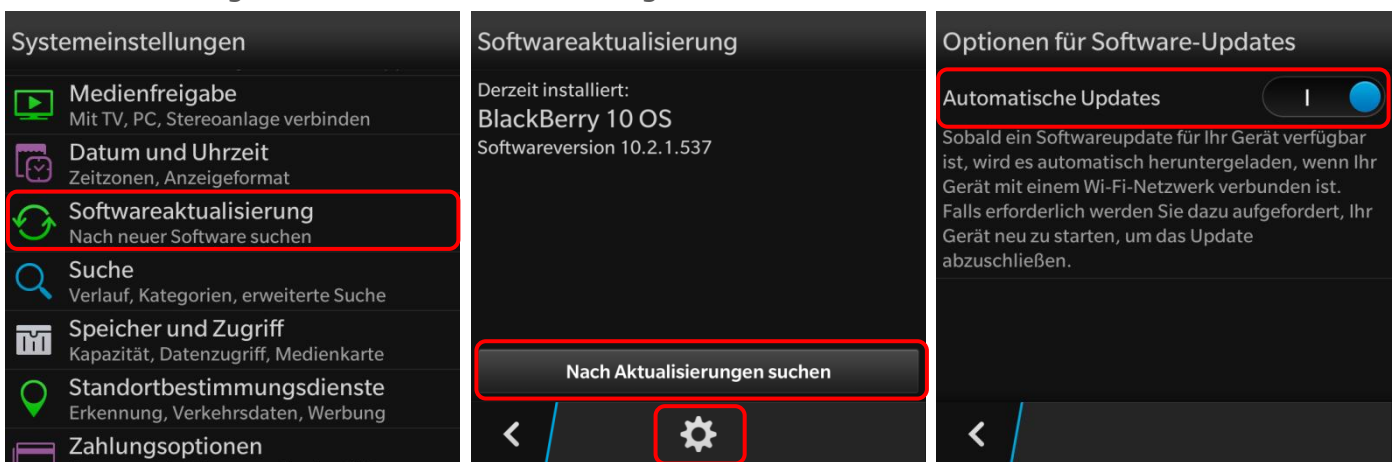 Systemeinstellungen
Medienfreigabe
Mit TV, PC, Stereoanlage verbinden
Datum und Uhrzeit
Zeitzonen, Anzeigeformat
Softwareaktualisierung
Nach neuer Software suchen
Suche
Verlauf, Kategorien, erweiterte Suche
Speicher und Zugriff
Kapazität, Datenzugriff, Medienkarte
Standortbestimmungsdienste
Erkennung, Verkehrsdaten, Werbung
Zahlungsoptionen
Softwareaktualisierung
Derzeit installiert:
BlackBerry 10 OS
Softwareversion 10.2.1.537
Nach Aktualisierungen suchen
Optionen für Software-Updates
Automatische Updates
Sobald ein Softwareupdate für Ihr Gerät verfügbar
ist, wird es automatisch heruntergeladen, wenn Ihr
Gerät mit einem Wi-Fi-Netzwerk verbunden ist.
Falls erforderlich werden Sie dazu aufgefordert, Ihr
Gerät neu zu starten, um das Update
abzuschließen.